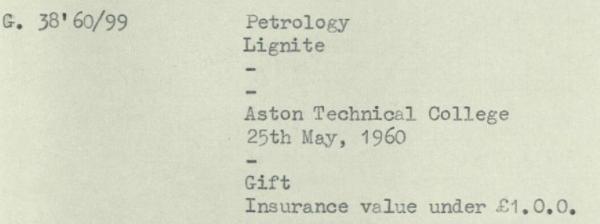 G. 38'60/99 Petrology
Lignite
-
-
Aston Technical College
25th May, 1960
-
Gift
Insurance value under £1.0.0.